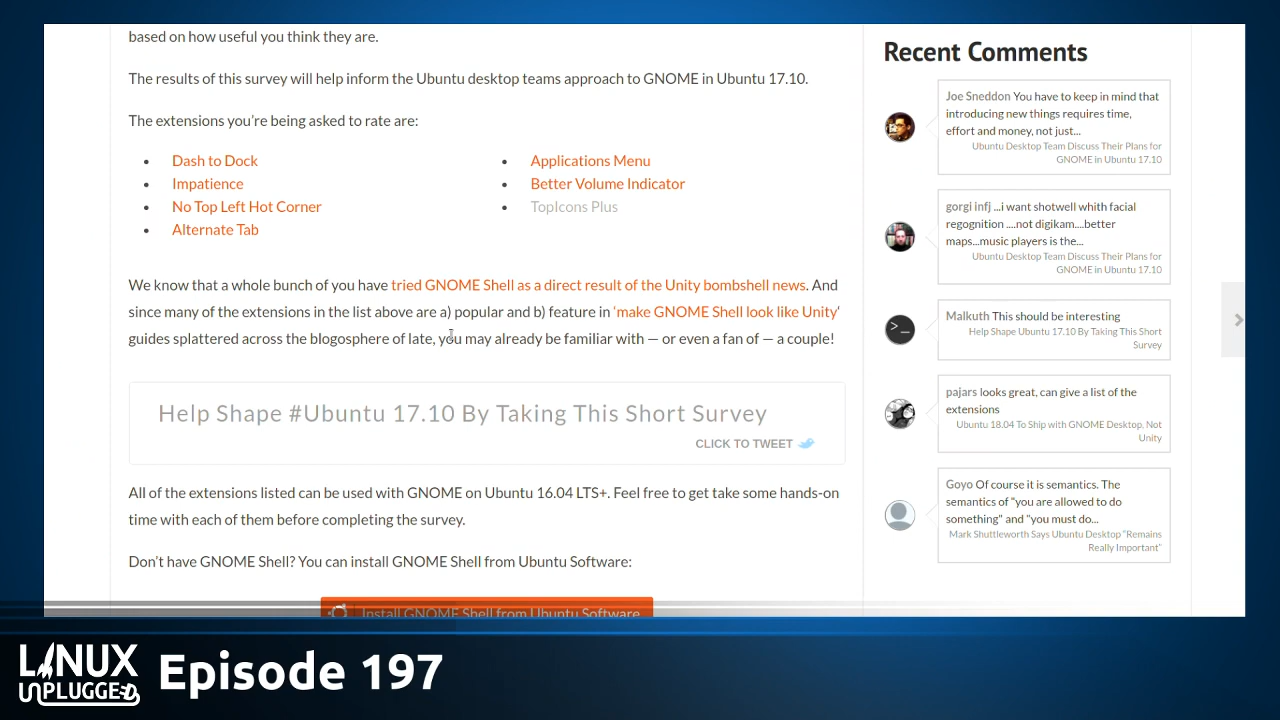 based on how useful you think they are.
The results of this survey will help inform the Ubuntu desktop teams approach to GNOME in Ubuntu 17.10.
The extensions you’re being asked to rate are:
• Dash to Dock
• Impatience
• No Top Left Hot Corner
• Alternate Tab
• Applications Menu
• Better Volume Indicator
• TopIcons Plus
We know that a whole bunch of you have tried GNOME Shell as a direct result of the Unity bombshell news. And
since many of the extensions in the list above are a) popular and b) feature in ‘make GNOME Shell look like Unity‘
guides splattered across the blogosphere of late, you may already be familiar with — or even a fan of — a couple!
Help Shape #Ubuntu 17.10 By Taking This Short Survey
CLICK TO TWEET
All of the extensions listed can be used with GNOME on Ubuntu 16.04 LTS+. Feel free to get take some hands-on
time with each of them before completing the survey.
Don’t have GNOME Shell? You can install GNOME Shell from Ubuntu Software:
Install GNOME Shell from Ubuntu Software
Recent Comments
Joe Sneddon You have to keep in mind that
introducing new things requires time,
effort and money, not just...
Ubuntu Desktop Team Discuss Their Plans for
GNOME in Ubuntu 17.10
gorgi infj ...i want shotwell whith facial
regognition ....not digikam....better
maps...music players is the...
Ubuntu Desktop Team Discuss Their Plans for
GNOME in Ubuntu 17.10
Malkuth This should be interesting
Help Shape Ubuntu 17.10 By Taking This Short
Survey
pajars looks great, can give a list of the
extensions
Ubuntu 18.04 To Ship with GNOME Desktop, Not
Unity
Goyo Of course it is semantics. The
semantics of "you are allowed to do
something" and "you must do...
Mark Shuttleworth Says Ubuntu Desktop “Remains
Really Important”
LINUX
UNPLUGGED
Episode 197